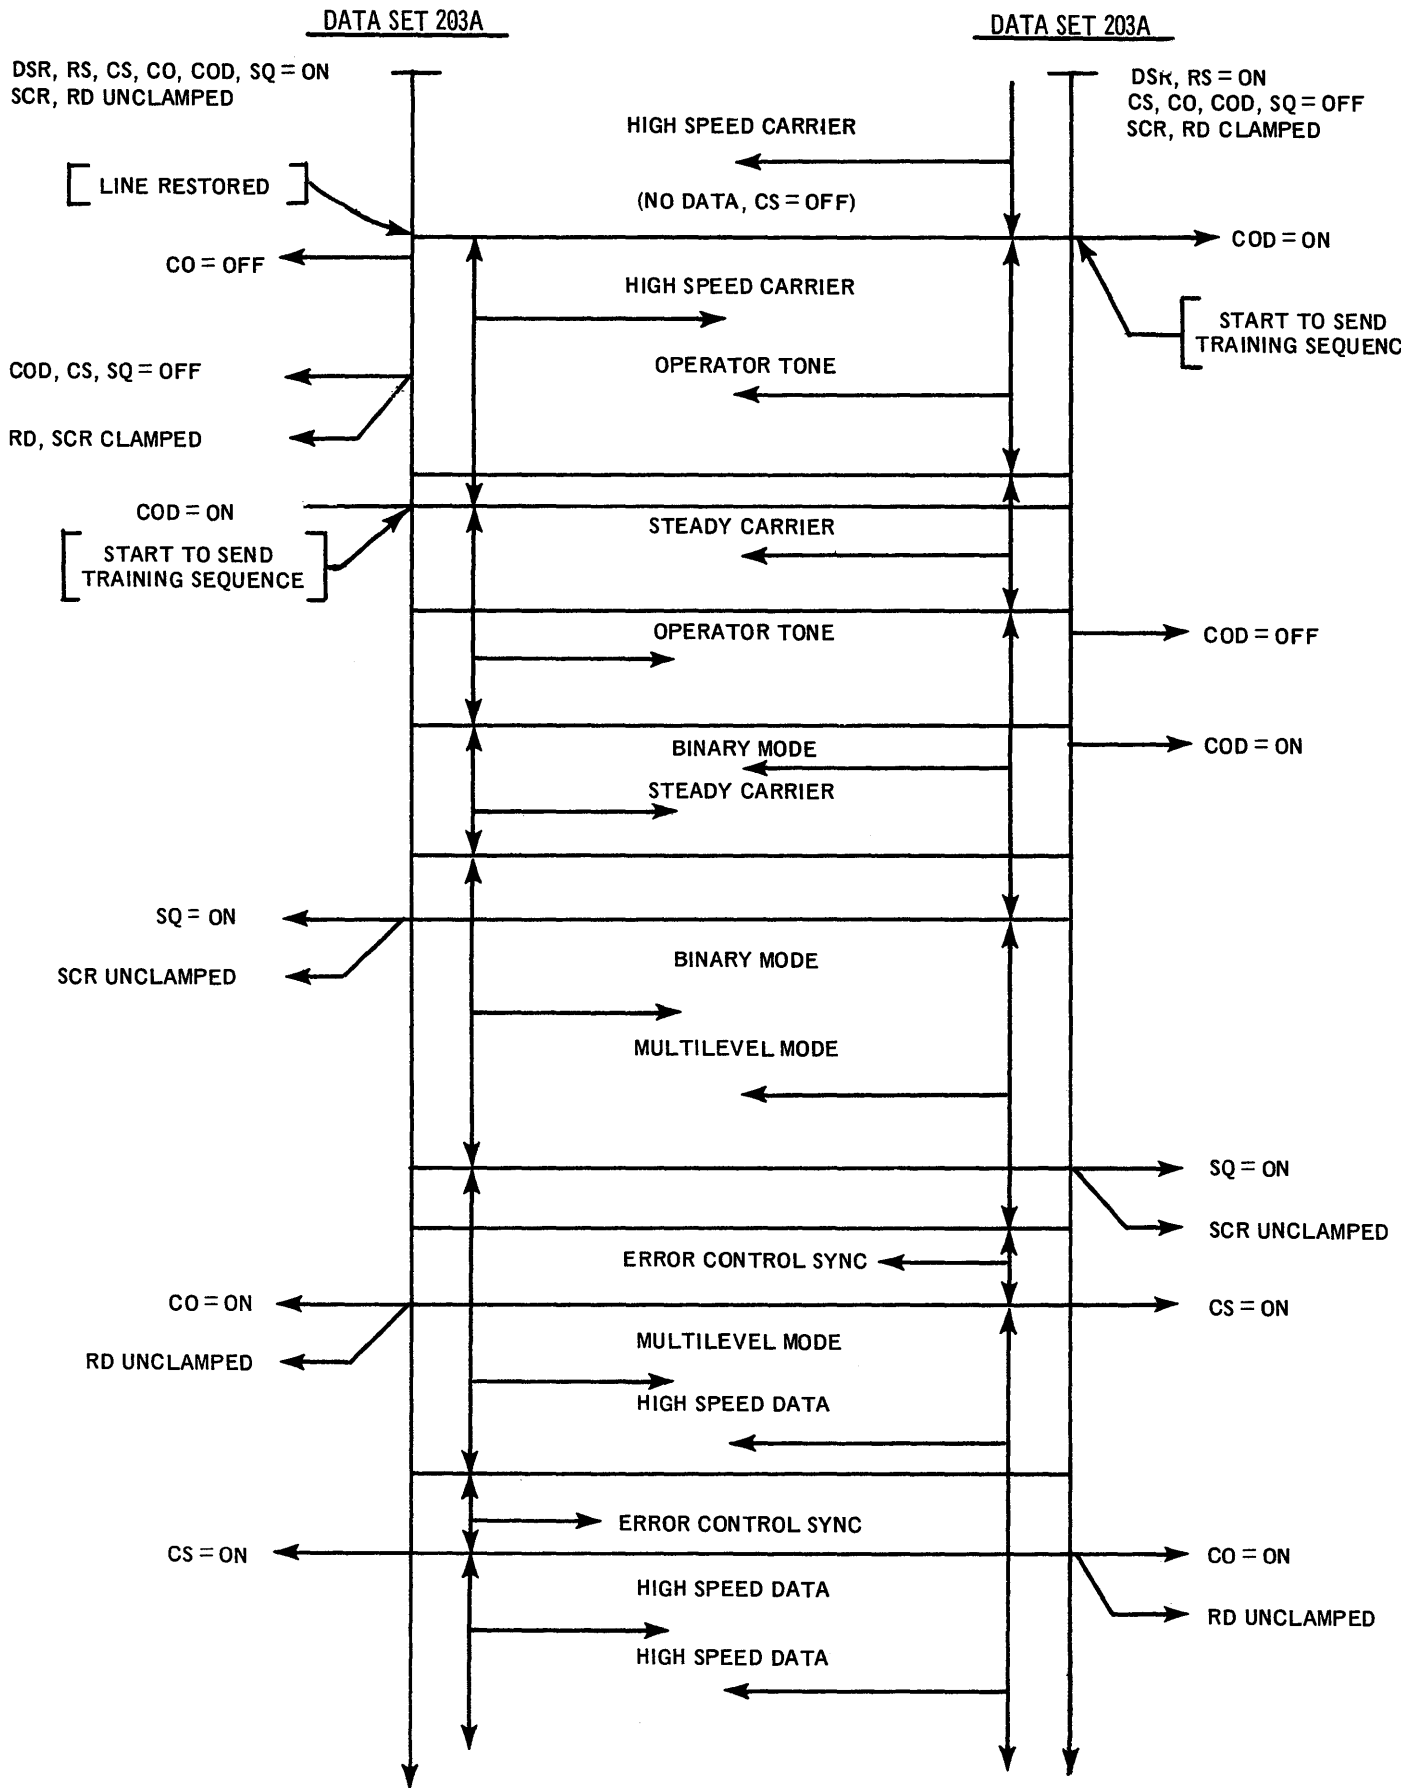 DATA SET 203A
DATA SET 203A
DSR, RS, CS, CO, COD, SQ = ON
SCR, RD UNCLAMPED
DSR, RS = ON
CS, CO, COD, SQ = OFF
SCR, RD CLAMPED
HIGH SPEED CARRIER
LINE RESTORED
(NO DATA, CS = OFF)
COD = ON
CO = OFF
HIGH SPEED CARRIER
START TO SEND
TRAINING SEQUENC
COD, CS, SQ = OFF
OPERATOR TONE
RD, SCR CLAMPED
COD = ON
START TO SEND
TRAINING SEQUENCE
STEADY CARRIER
OPERATOR TONE
COD = OFF
BINARY MODE
COD = ON
STEADY CARRIER
SQ = ON
SCR UNCLAMPED
BINARY MODE
MULTILEVEL MODE
SQ = ON
SCR UNCLAMPED
ERROR CONTROL SYNC
CO = ON
CS = ON
MULTILEVEL MODE
RD UNCLAMPED
HIGH SPEED DATA
ERROR CONTROL SYNC
CS = ON
CO = ON
HIGH SPEED DATA
RD UNCLAMPED
HIGH SPEED DATA